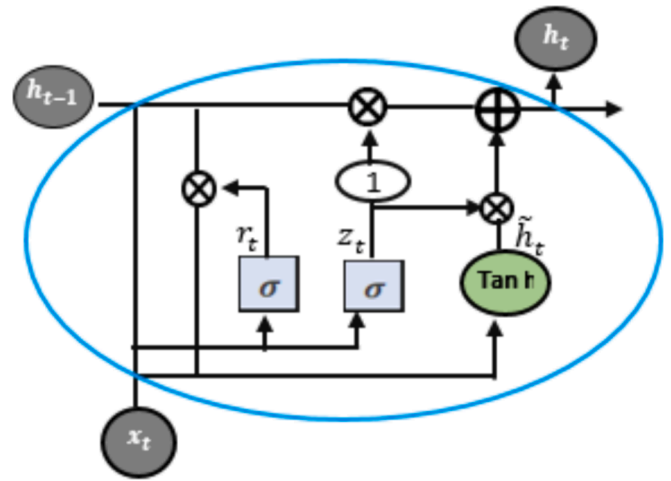 h_t
h_{t-1}
1
r_t
z_t
h̃_t
σ
σ
Tan h
x_t